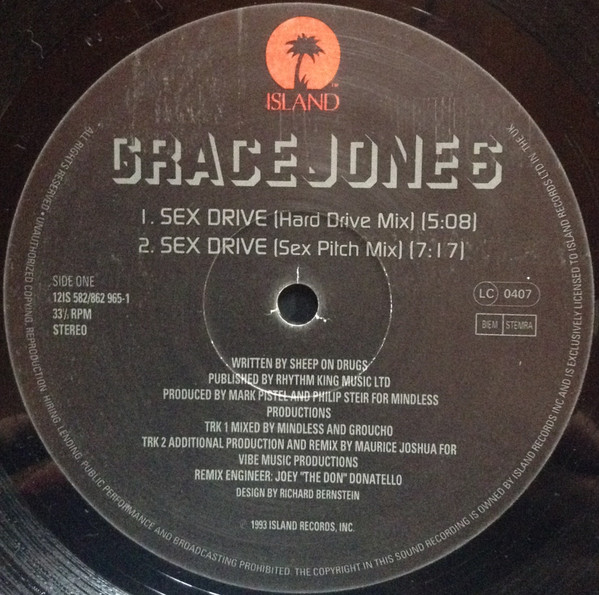 ISLAND
GRACE JONES
1. SEX DRIVE (Hard Drive Mix) (5:08)
2. SEX DRIVE (Sex Pitch Mix) (7:17)
SIDE ONE
12IS 582/862 965-1
33⅓ RPM
STEREO
LC 0407
BIEM STEMRA
WRITTEN BY SHEEP ON DRUGS
PUBLISHED BY RHYTHM KING MUSIC LTD
PRODUCED BY MARK PISTEL AND PHILIP STEIR FOR MINDLESS
PRODUCTIONS
TRK 1 MIXED BY MINDLESS AND GROUCHO
TRK 2 ADDITIONAL PRODUCTION AND REMIX BY MAURICE JOSHUA FOR
VIBE MUSIC PRODUCTIONS
REMIX ENGINEER: JOEY "THE DON" DONATELLO
DESIGN BY RICHARD BERNSTEIN
℗ 1993 ISLAND RECORDS, INC.
ALL RIGHTS RESERVED • UNAUTHORIZED COPYING, REPRODUCTION, HIRING, LENDING, PUBLIC PERFORMANCE AND BROADCASTING PROHIBITED. THE COPYRIGHT IN THIS SOUND RECORDING IS OWNED BY ISLAND RECORDS INC AND IS EXCLUSIVELY LICENSED TO ISLAND RECORDS LTD IN THE UK